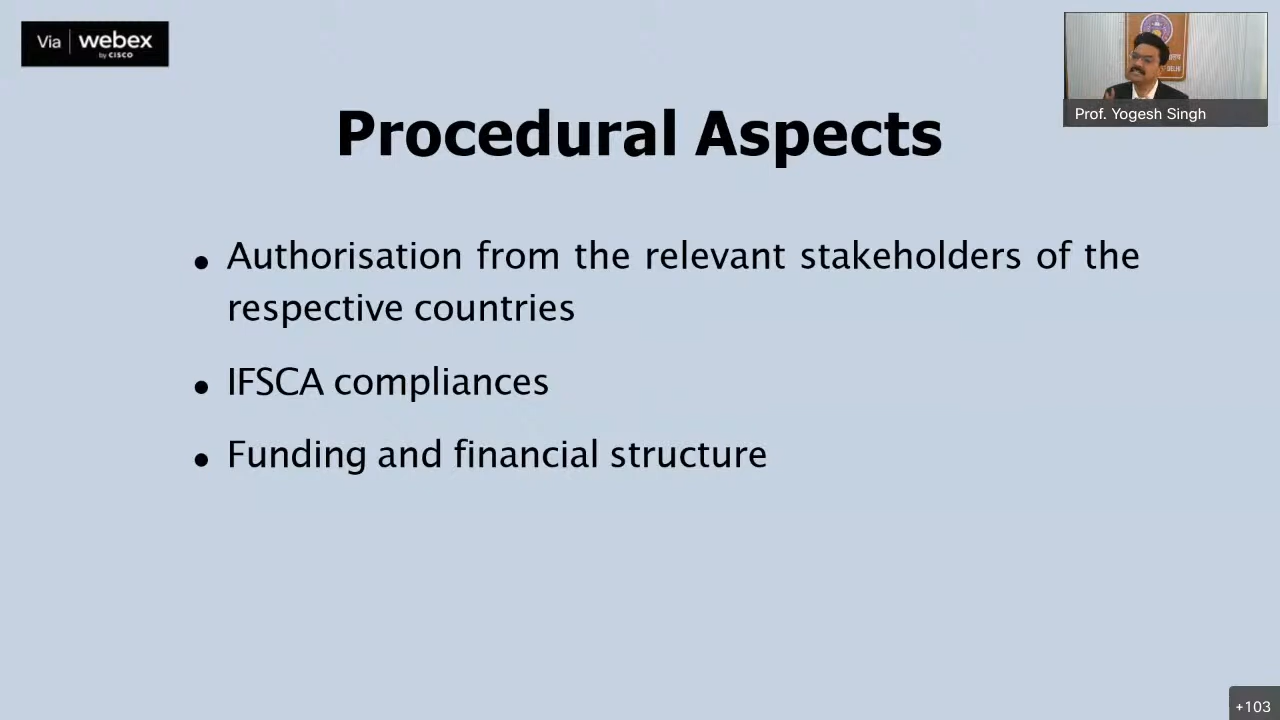 Via webex
by CISCO
Prof. Yogesh Singh
Procedural Aspects
• Authorisation from the relevant stakeholders of the
respective countries
• IFSCA compliances
• Funding and financial structure
+103